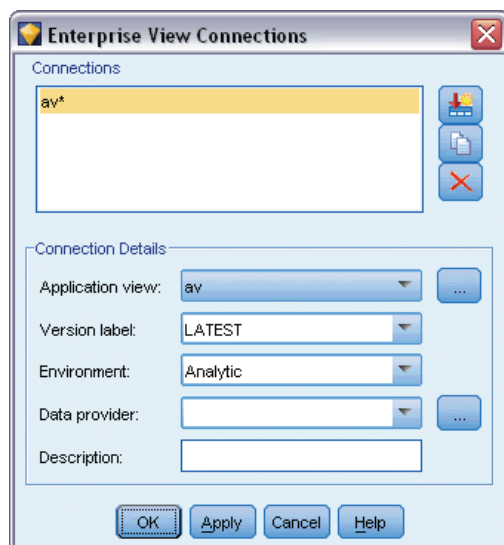 Enterprise View Connections
Connections
av*
Connection Details
Application view: av ...
Version label: LATEST
Environment: Analytic
Data provider: ...
Description:
OK Apply Cancel Help